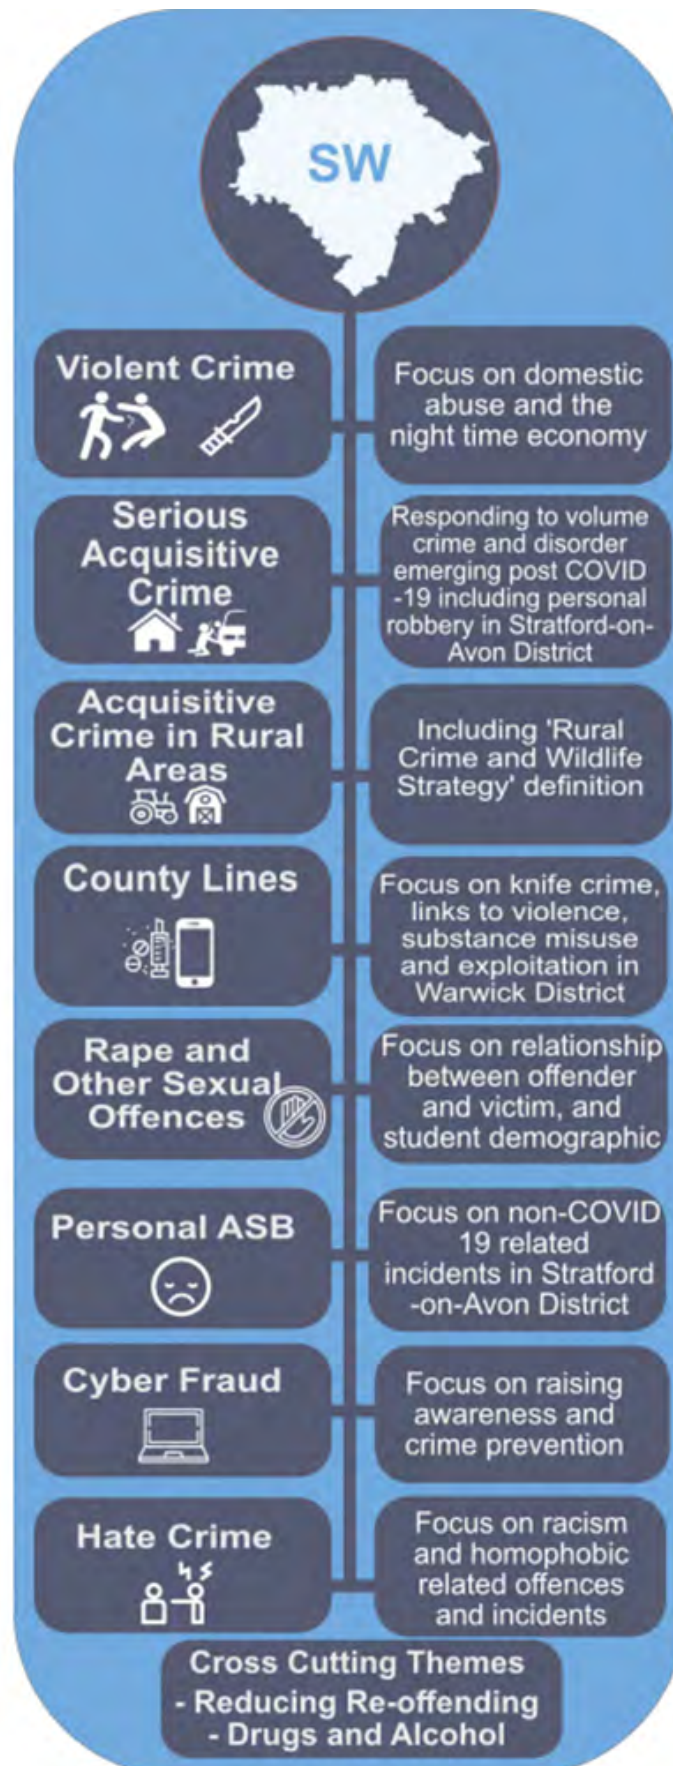 SW
Violent Crime
Focus on domestic
abuse and the
night time economy
Serious
Acquisitive
Crime
Responding to volume
crime and disorder
emerging post COVID
-19 including personal
robbery in Stratford-on-
Avon District
Acquisitive
Crime in Rural
Areas
Including 'Rural
Crime and Wildlife
Strategy' definition
County Lines
Focus on knife crime,
links to violence,
substance misuse
and exploitation in
Warwick District
Rape and
Other Sexual
Offences
Focus on relationship
between offender
and victim, and
student demographic
Personal ASB
Focus on non-COVID
19 related
incidents in Stratford
-on-Avon District
Cyber Fraud
Focus on raising
awareness and
crime prevention
Hate Crime
Focus on racism
and homophobic
related offences
and incidents
Cross Cutting Themes
- Reducing Re-offending
- Drugs and Alcohol